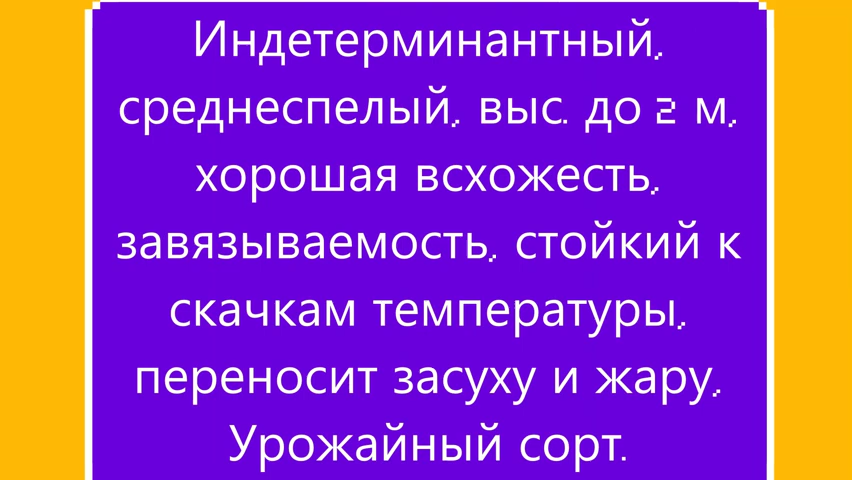 Индетерминантный,
среднеспелый, выс. до 2 м,
хорошая всхожесть,
завязываемость, стойкий к
скачкам температуры,
переносит засуху и жару,
Урожайный сорт.